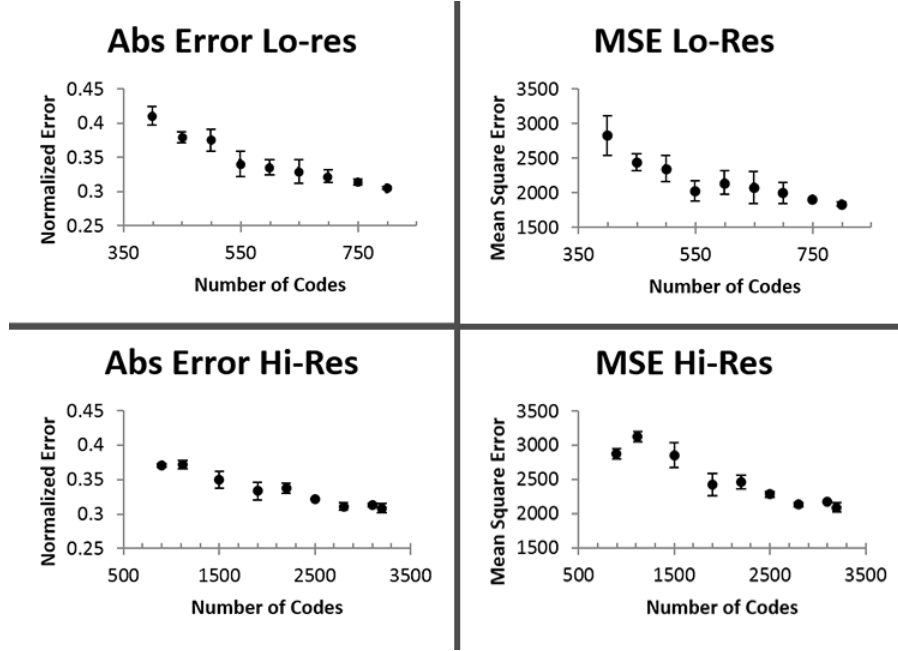 Abs Error Lo-res
Normalized Error
0.45
0.4
0.35
0.3
0.25
350 550 750
Number of Codes
MSE Lo-Res
Mean Square Error
3500
3000
2500
2000
1500
350 550 750
Number of Codes
Abs Error Hi-Res
Normalized Error
0.45
0.4
0.35
0.3
0.25
500 1500 2500 3500
Number of Codes
MSE Hi-Res
Mean Square Error
3500
3000
2500
2000
1500
500 1500 2500 3500
Number of Codes